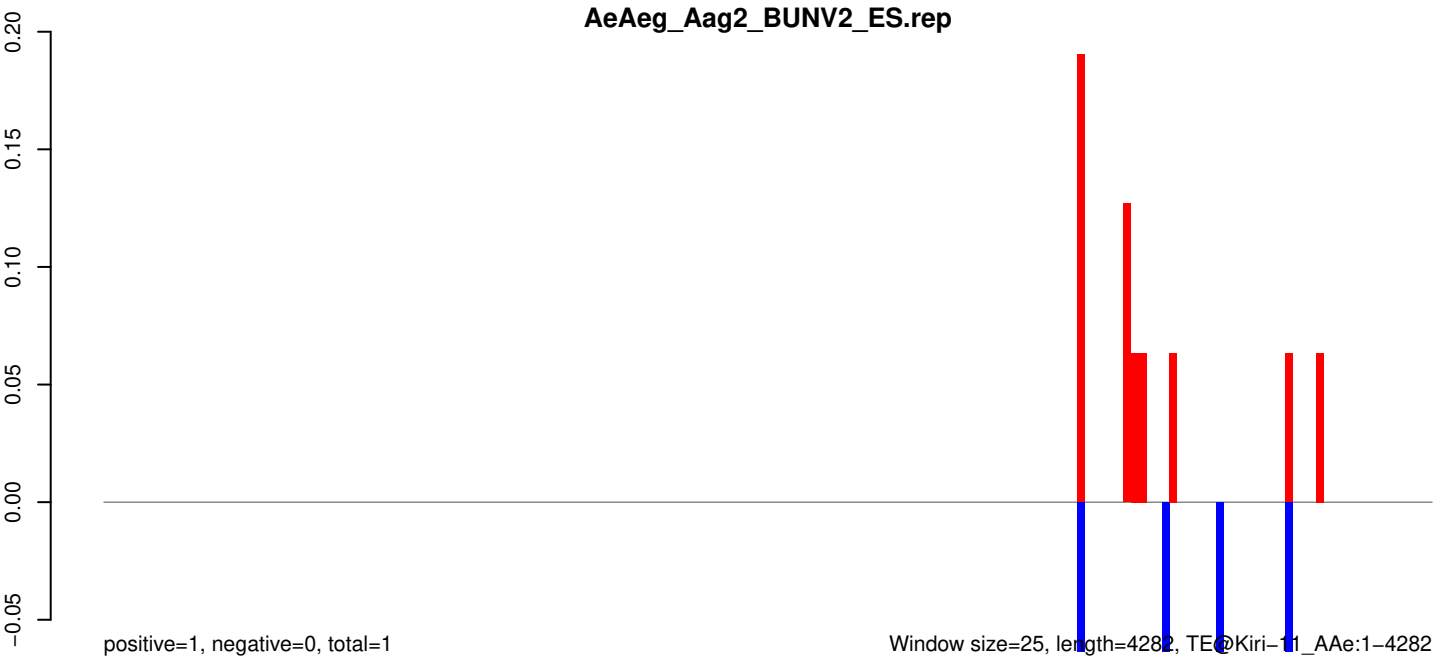 AeAeg_Aag2_BUNV2_ES.rep
0.20
0.15
0.10
0.05
0.00
−0.05
positive=1, negative=0, total=1
Window size=25, length=4282, TE@Kiri−11_AAe:1−4282